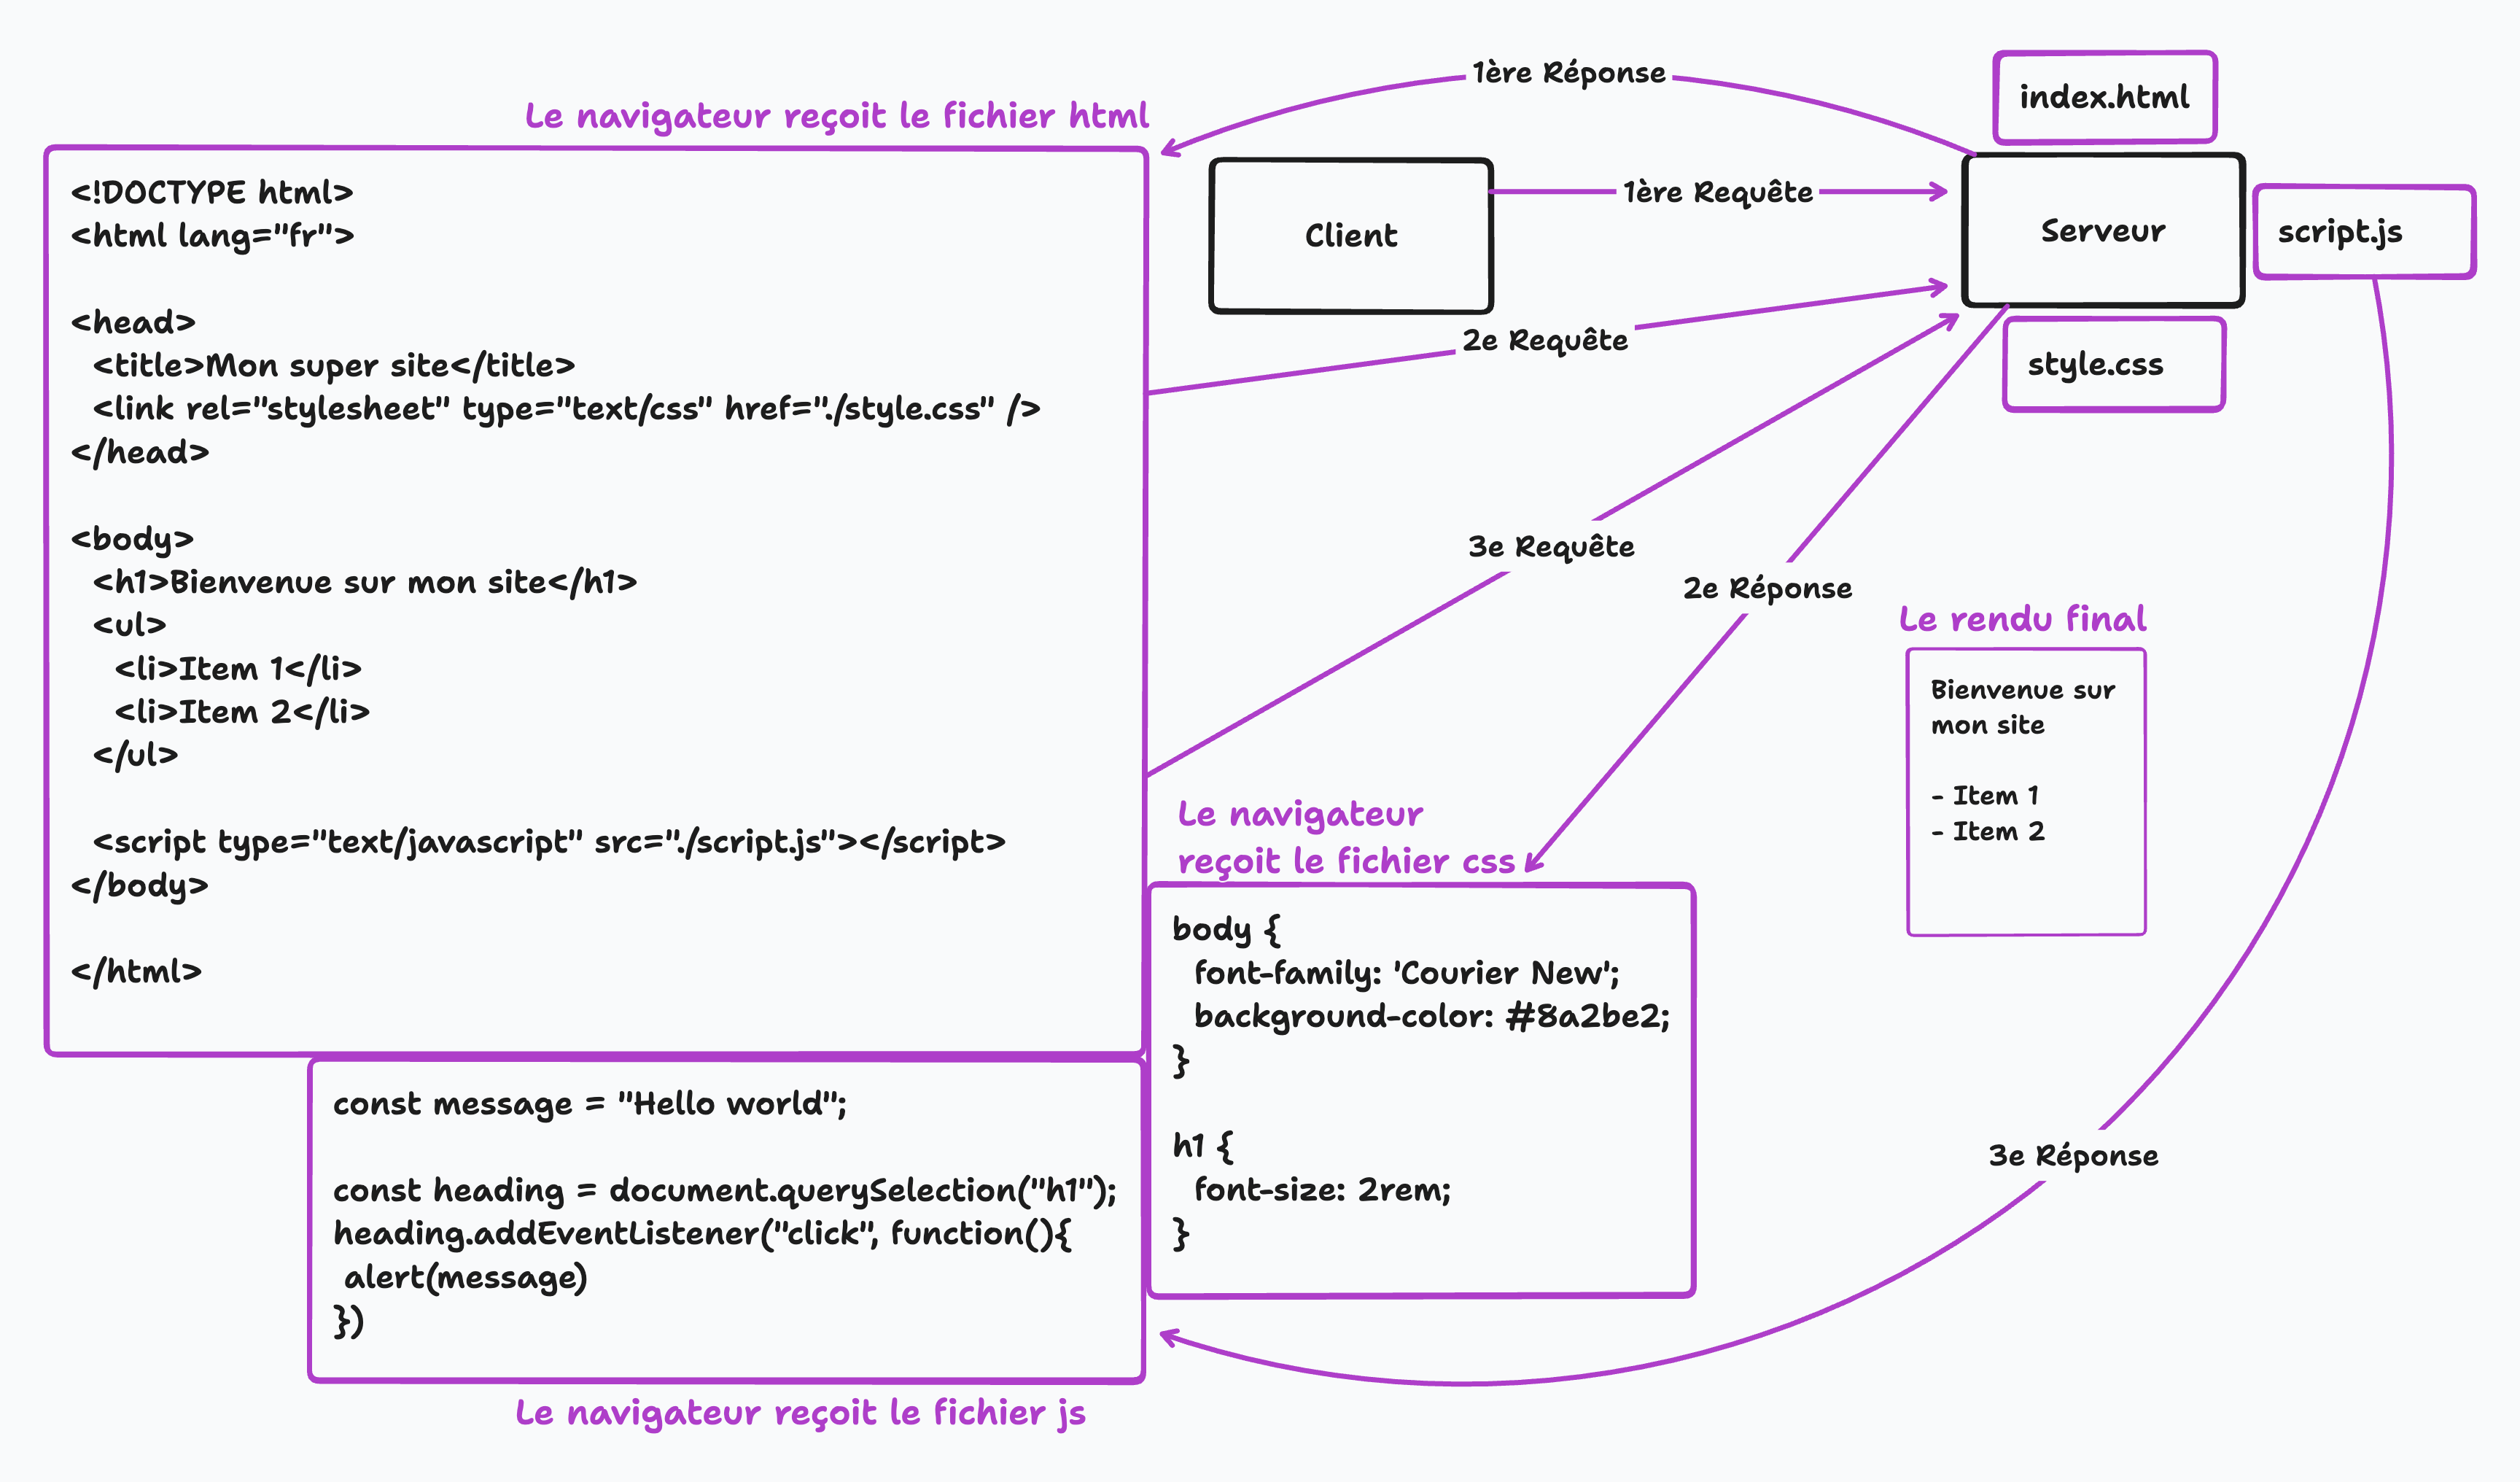 Le navigateur reçoit le fichier html
<!DOCTYPE html>
<html lang="fr">
<head>
<title>Mon super site</title>
<link rel="stylesheet" type="text/css" href="./style.css" />
</head>
<body>
<h1>Bienvenue sur mon site</h1>
<ul>
<li>Item 1</li>
<li>Item 2</li>
</ul>
<script type="text/javascript" src="./script.js"></script>
</body>
</html>
1ère Réponse
Client
1ère Requête
index.html
Serveur
script.js
style.css
2e Requête
3e Requête
2e Réponse
Le rendu final
Bienvenue sur
mon site
- Item 1
- Item 2
Le navigateur
reçoit le fichier css
body {
font-family: 'Courier New';
background-color: #8a2be2;
}
h1 {
font-size: 2rem;
}
3e Réponse
const message = "Hello world";
const heading = document.querySelection("h1");
heading.addEventListener("click", function(){
alert(message)
})
Le navigateur reçoit le fichier js